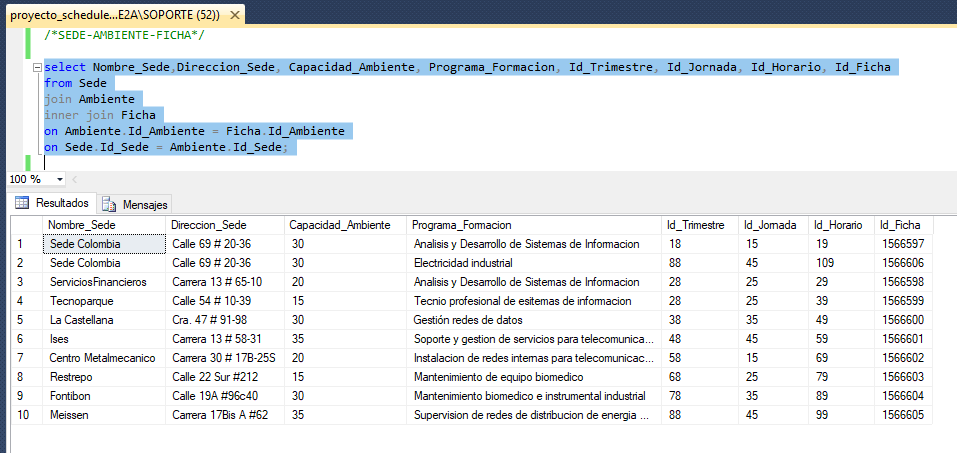 proyecto_schedule...E2A\SOPORTE (52))
/*SEDE-AMBIENTE-FICHA*/
select Nombre_Sede,Direccion_Sede, Capacidad_Ambiente, Programa_Formacion, Id_Trimestre, Id_Jornada, Id_Horario, Id_Ficha
from Sede
join Ambiente
inner join Ficha
on Ambiente.Id_Ambiente = Ficha.Id_Ambiente
on Sede.Id_Sede = Ambiente.Id_Sede;
100 %
Resultados Mensajes
Nombre_Sede Direccion_Sede Capacidad_Ambiente Programa_Formacion Id_Trimestre Id_Jornada Id_Horario Id_Ficha
1 Sede Colombia Calle 69 # 20-36 30 Analisis y Desarrollo de Sistemas de Informacion 18 15 19 1566597
2 Sede Colombia Calle 69 # 20-36 30 Electricidad industrial 88 45 109 1566606
3 ServiciosFinancieros Carrera 13 # 65-10 20 Analisis y Desarrollo de Sistemas de Informacion 28 25 29 1566598
4 Tecnoparque Calle 54 # 10-39 15 Tecnio profesional de esitemas de informacion 28 25 39 1566599
5 La Castellana Cra. 47 # 91-98 30 Gestión redes de datos 38 35 49 1566600
6 Ises Carrera 13 # 58-31 35 Soporte y gestion de servicios para telecomunica... 48 45 59 1566601
7 Centro Metalmecanico Carrera 30 # 17B-25S 20 Instalacion de redes internas para telecomunicac... 58 15 69 1566602
8 Restrepo Calle 22 Sur #212 15 Mantenimiento de equipo biomedico 68 25 79 1566603
9 Fontibon Calle 19A #96c40 30 Mantenimiento biomedico e instrumental industrial 78 35 89 1566604
10 Meissen Carrera 17Bis A #62 35 Supervision de redes de distribucion de energia ... 88 45 99 1566605